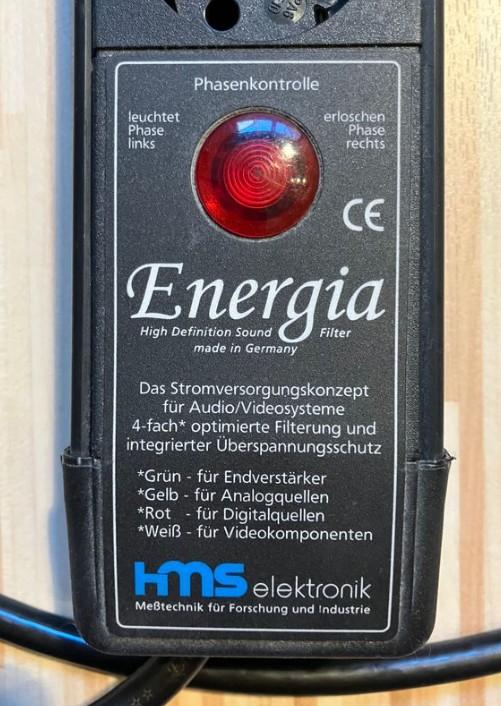 Phasenkontrolle
leuchtet
Phase
links
erloschen
Phase
rechts
CE
Energia
High Definition Sound Filter
made in Germany
Das Stromversorgungskonzept
für Audio/Videosysteme
4-fach* optimierte Filterung und
integrierter Überspannungsschutz
*Grün - für Endverstärker
*Gelb - für Analogquellen
*Rot - für Digitalquellen
*Weiß - für Videokomponenten
HMS elektronik
Meßtechnik für Forschung und Industrie